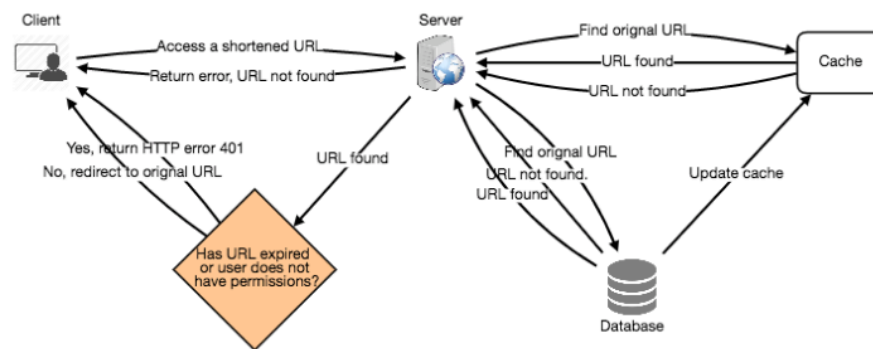 Client
Server
Access a shortened URL
Find orignal URL
Return error, URL not found
URL found
Cache
URL not found
Yes, return HTTP error 401
No, redirect to orignal URL
URL found
Find orignal URL
URL not found.
URL found
Update cache
Has URL expired
or user does not
have permissions?
Database